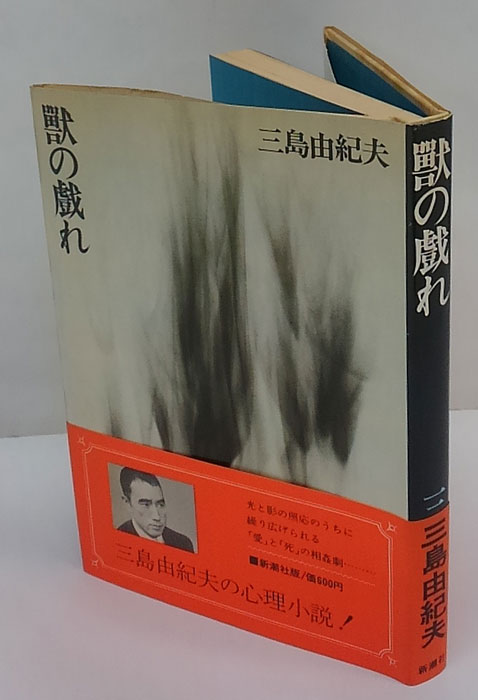 獸の戯れ
三島由紀夫
光と影の照応のうちに
繰り広げられる
「愛」と「死」の相姦劇………
■新潮社版/価600円
三島由紀夫の心理小説!
獸の戯れ
三島由紀夫
新潮社